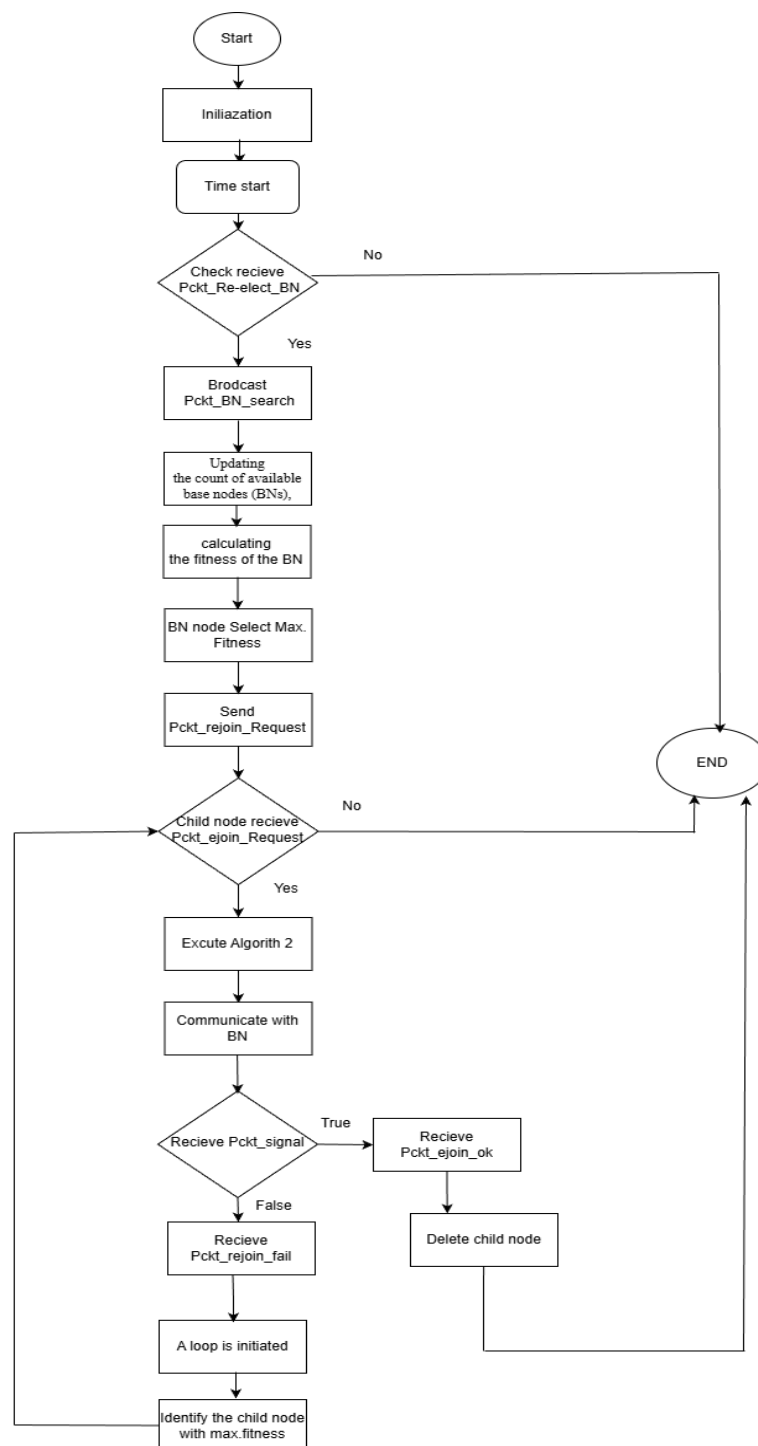 Start
Iniliazation
Time start
Check recieve
Pckt_Re-elect_BN
No
Yes
Brodcast
Pckt_BN_search
Updating
the count of available
base nodes (BNs),
calculating
the fitness of the BN
BN node Select Max.
Fitness
Send
Pckt_rejoin_Request
END
Child node recieve
Pckt_ejoin_Request
No
Yes
Excute Algorith 2
Communicate with
BN
Recieve Pckt_signal
True
Recieve
Pckt_ejoin_ok
False
Recieve
Pckt_rejoin_fail
Delete child node
A loop is initiated
Identify the child node
with max.fitness